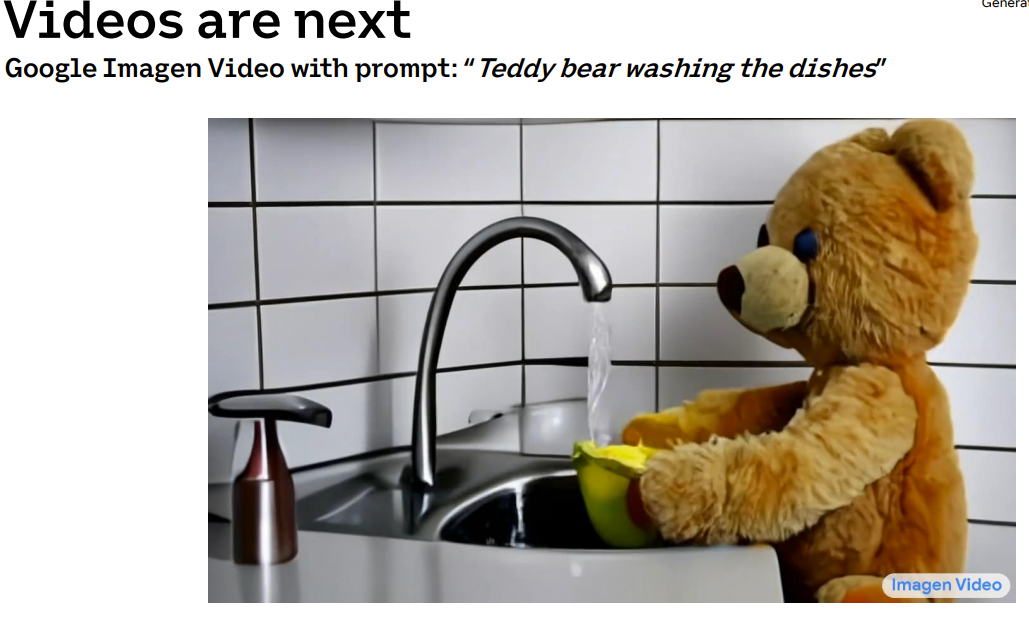 Videos are next
Google Imagen Video with prompt: “Teddy bear washing the dishes”
Imagen Video